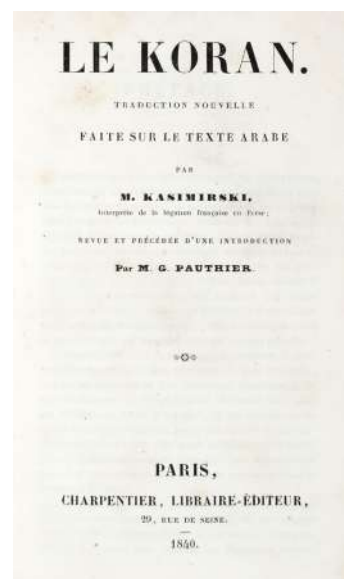 LE KORAN.
TRADUCTION NOUVELLE
FAITE SUR LE TEXTE ARABE
PAR
M. KASIMIRSKI,
Interprète de la légation française en Perse;
REVUE ET PRÉCÉDÉE D'UNE INTRODUCTION
Par M. G. PAUTHIER.
PARIS,
CHARPENTIER, LIBRAIRE-ÉDITEUR,
29, RUE DE SEINE.
1840.